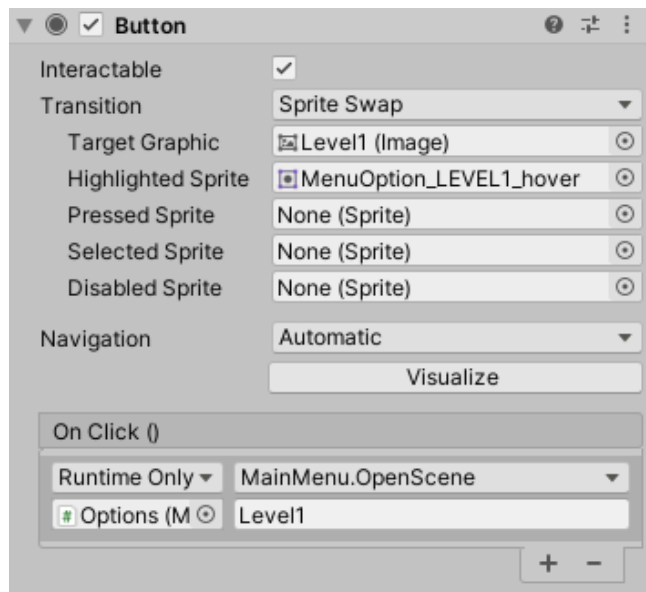 Button
Interactable
Transition Sprite Swap
Target Graphic Level1 (Image)
Highlighted Sprite MenuOption_LEVEL1_hover
Pressed Sprite None (Sprite)
Selected Sprite None (Sprite)
Disabled Sprite None (Sprite)
Navigation Automatic
Visualize
On Click ()
Runtime Only MainMenu.OpenScene
# Options (M Level1
+ −